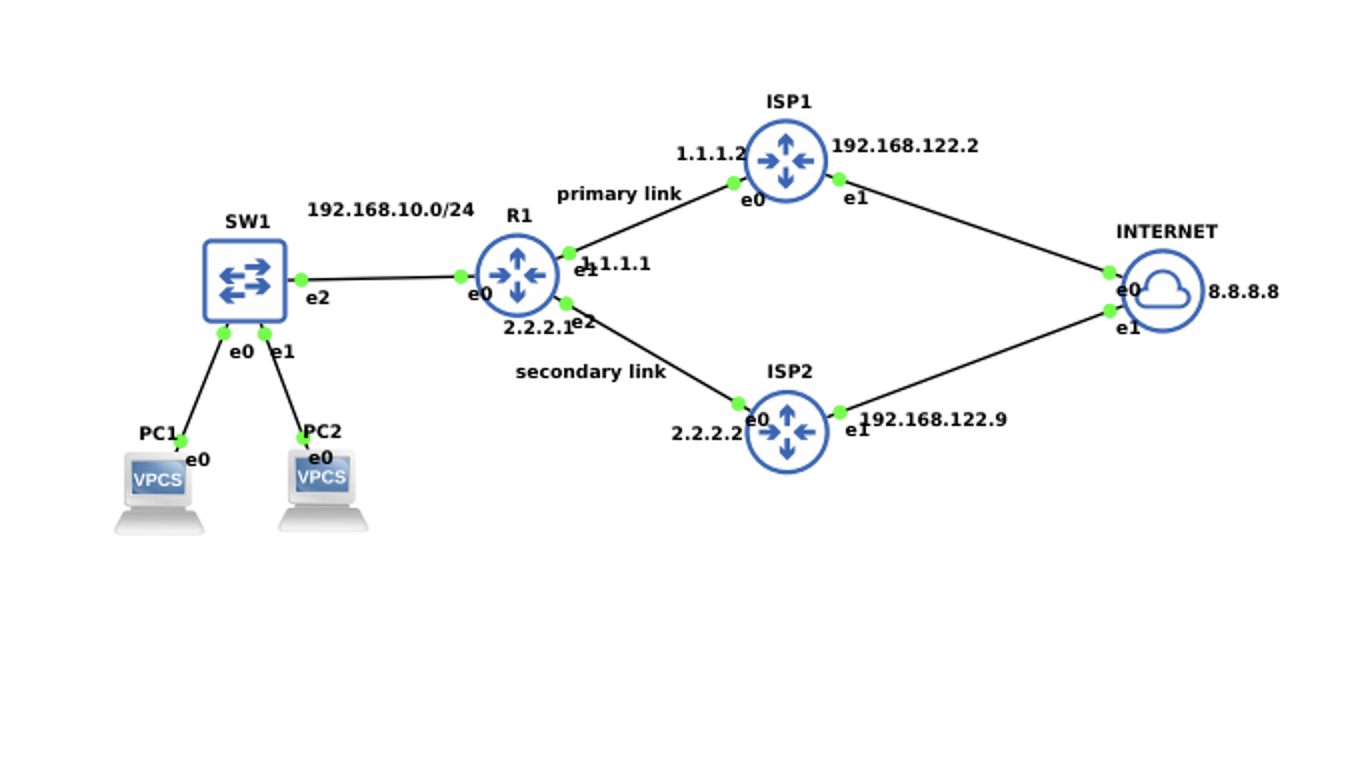 ISP1
1.1.1.2
192.168.122.2
e0
e1
primary link
192.168.10.0/24
SW1
R1
e1
1.1.1.1
e2
e0
2.2.2.1
e2
INTERNET
e0
8.8.8.8
e1
e0
e1
secondary link
ISP2
e0
2.2.2.2
e1
192.168.122.9
PC1
e0
VPCS
PC2
e0
VPCS